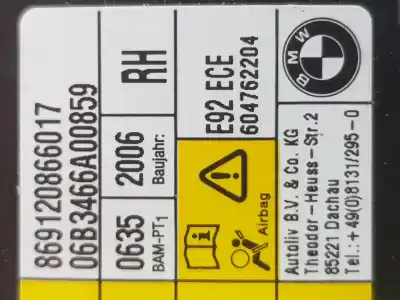 869120866017
06B3466A00859
0635
BAM-PT1
2006
Baujahr:
RH
E92 ECE
604762204
Airbag
BMW
Autoliv B.V. & Co. KG
Theodor-Heuss-Str.2
85221 Dachau
Tel.:+49(0)8131/295-0